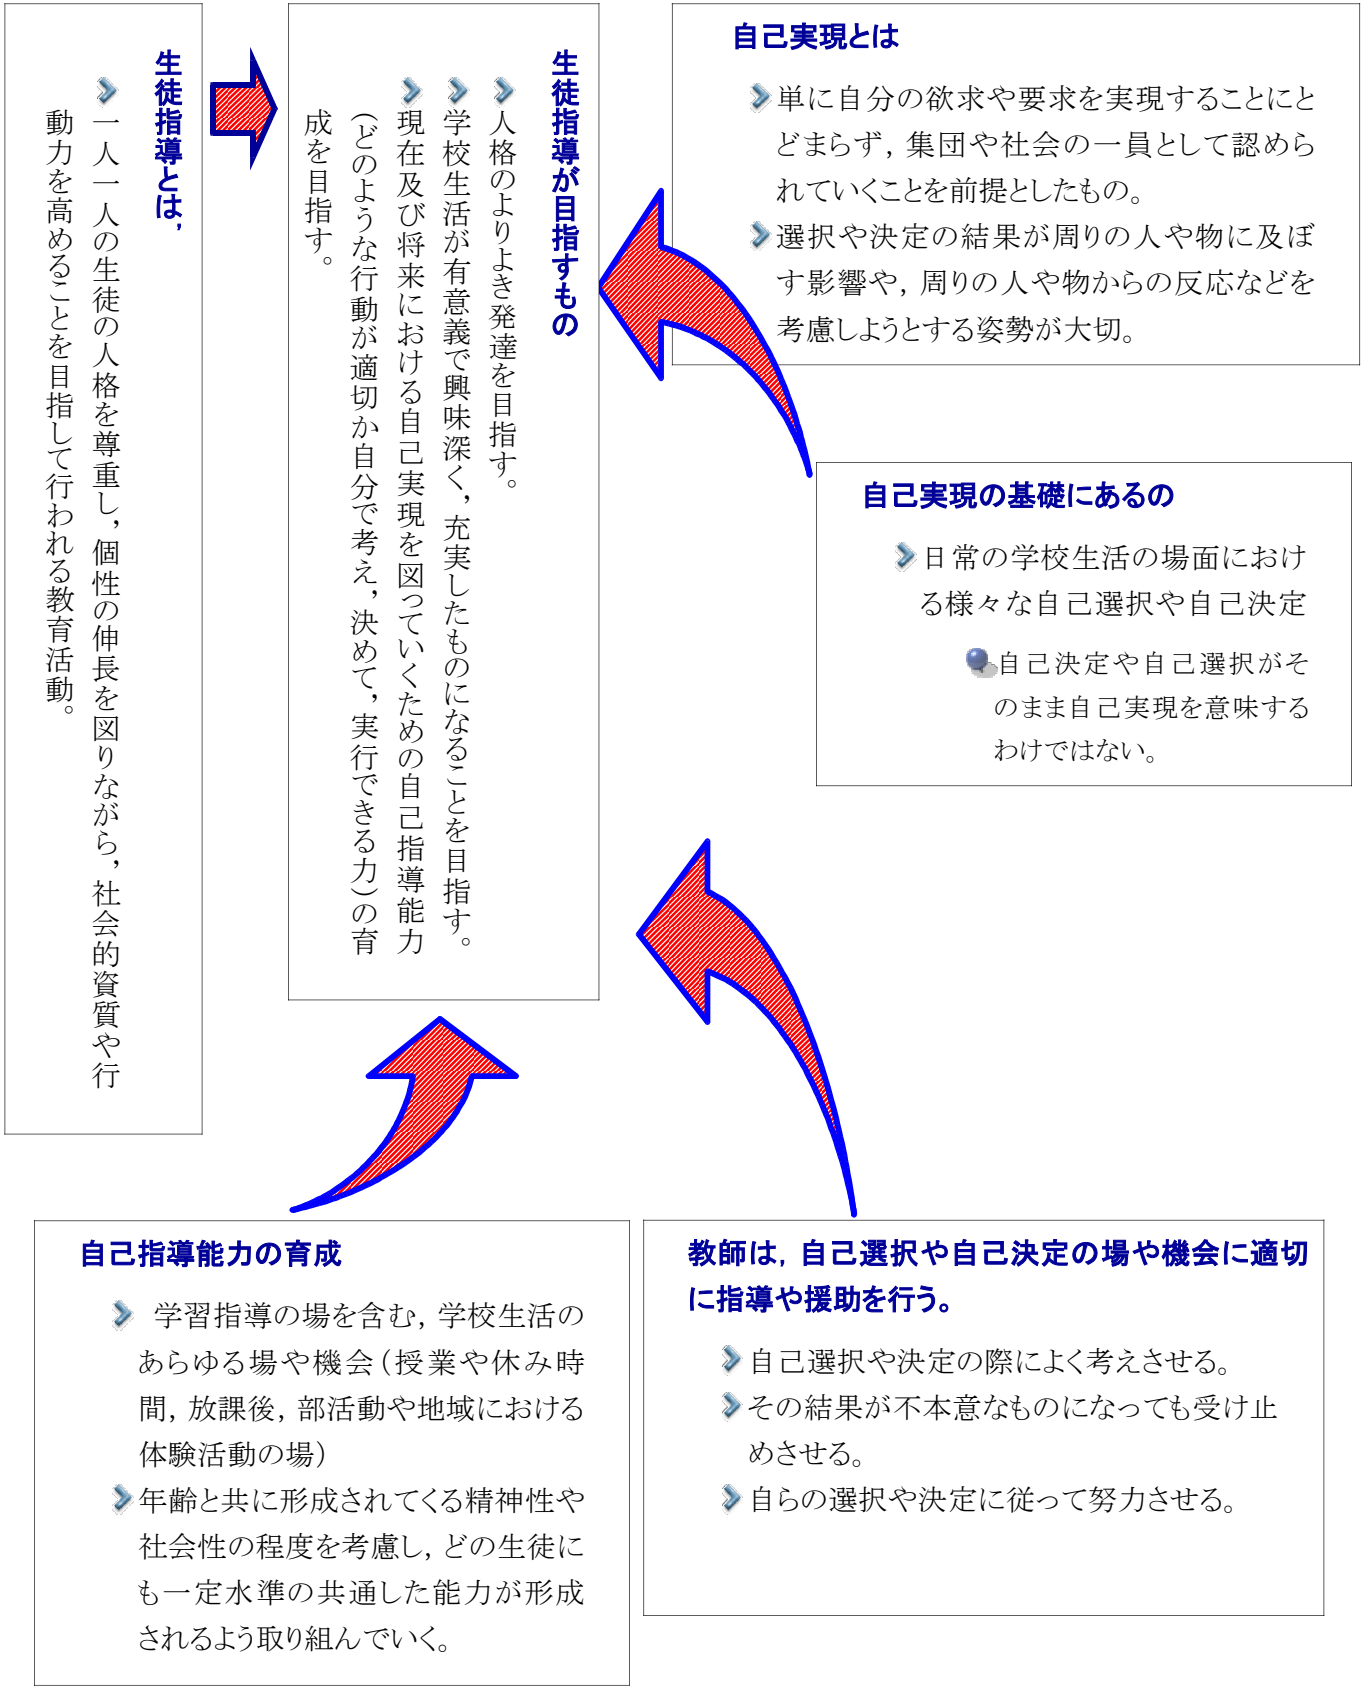 生徒指導とは，
一人一人の生徒の人格を尊重し，個性の伸長を図りながら，社会的資質や行
動力を高めることを目指して行われる教育活動。
生徒指導が目指すもの
人格のよりよき発達を目指す。
学校生活が有意義で興味深く，充実したものになることを目指す。
現在及び将来における自己実現を図っていくための自己指導能力
（どのような行動が適切か自分で考え，決めて，実行できる力）の育
成を目指す。
自己実現とは
単に自分の欲求や要求を実現することにと
どまらず，集団や社会の一員として認めら
れていくことを前提としたもの。
選択や決定の結果が周りの人や物に及ぼ
す影響や，周りの人や物からの反応などを
考慮しようとする姿勢が大切。
自己実現の基礎にあるの
日常の学校生活の場面におけ
る様々な自己選択や自己決定
自己決定や自己選択がそ
のまま自己実現を意味する
わけではない。
自己指導能力の育成
学習指導の場を含む，学校生活の
あらゆる場や機会（授業や休み時
間，放課後，部活動や地域における
体験活動の場）
年齢と共に形成されてくる精神性や
社会性の程度を考慮し，どの生徒に
も一定水準の共通した能力が形成
されるよう取り組んでいく。
教師は，自己選択や自己決定の場や機会に適切
に指導や援助を行う。
自己選択や決定の際によく考えさせる。
その結果が不本意なものになっても受け止
めさせる。
自らの選択や決定に従って努力させる。